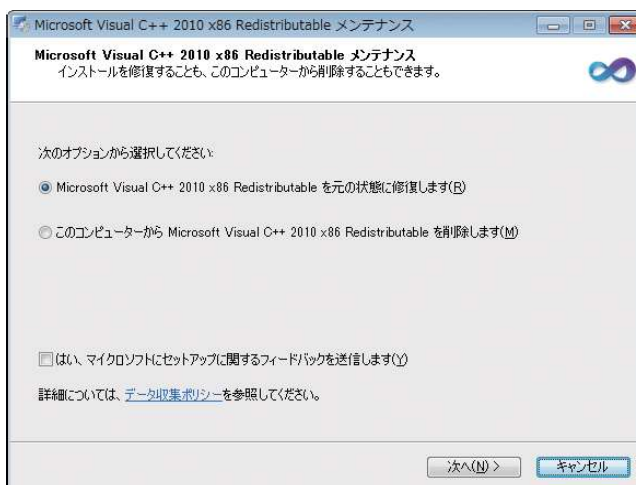 Microsoft Visual C++ 2010 x86 Redistributable メンテナンス
Microsoft Visual C++ 2010 x86 Redistributable メンテナンス
インストールを修復することも、このコンピューターから削除することもできます。
次のオプションから選択してください:
Microsoft Visual C++ 2010 x86 Redistributable を元の状態に修復します(R)
このコンピューターから Microsoft Visual C++ 2010 x86 Redistributable を削除します(M)
はい、マイクロソフトにセットアップに関するフィードバックを送信します(Y)
詳細については、データ収集ポリシーを参照してください。
次へ(N) >
キャンセル